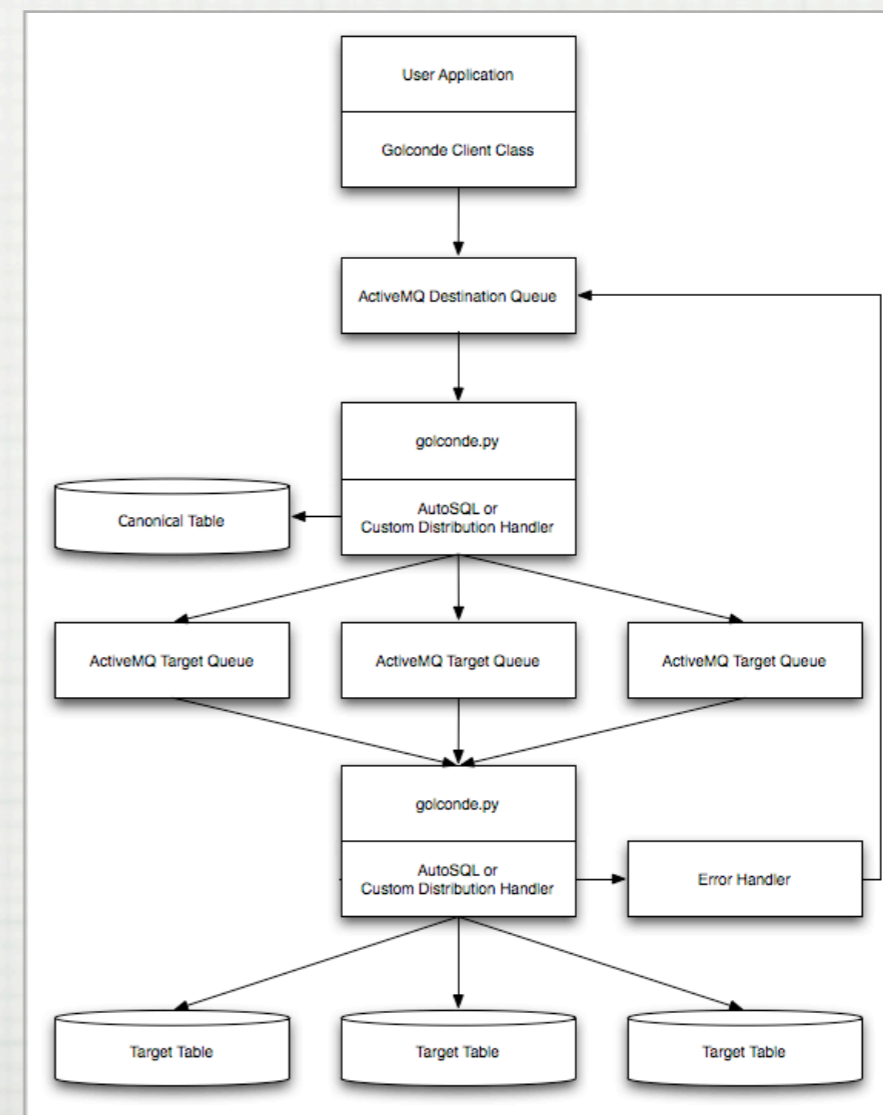 User Application
Golconde Client Class
ActiveMQ Destination Queue
golconde.py
AutoSQL or
Custom Distribution Handler
Canonical Table
ActiveMQ Target Queue
ActiveMQ Target Queue
ActiveMQ Target Queue
golconde.py
AutoSQL or
Custom Distribution Handler
Error Handler
Target Table
Target Table
Target Table